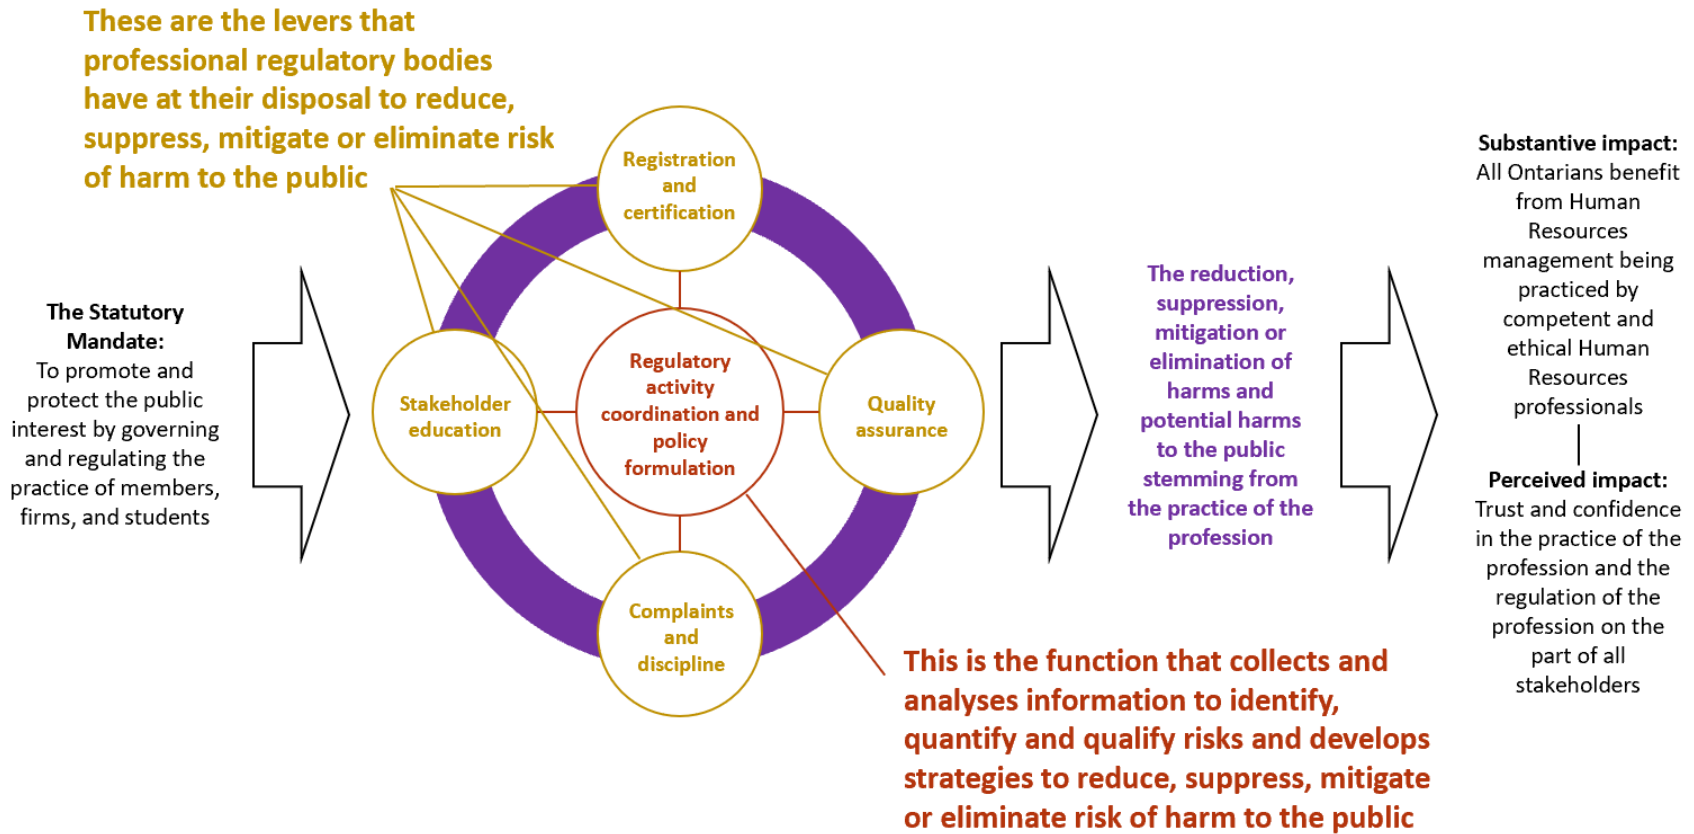 These are the levers that
professional regulatory bodies
have at their disposal to reduce,
suppress, mitigate or eliminate risk
of harm to the public
The Statutory
Mandate:
To promote and
protect the public
interest by governing
and regulating the
practice of members,
firms, and students
Registration
and
certification
Stakeholder
education
Regulatory
activity
coordination and
policy
formulation
Quality
assurance
Complaints
and
discipline
The reduction,
suppression,
mitigation or
elimination of
harms and
potential harms
to the public
stemming from
the practice of the
profession
Substantive impact:
All Ontarians benefit
from Human
Resources
management being
practiced by
competent and
ethical Human
Resources
professionals
Perceived impact:
Trust and confidence
in the practice of the
profession and the
regulation of the
profession on the
part of all
stakeholders
This is the function that collects and
analyses information to identify,
quantify and qualify risks and develops
strategies to reduce, suppress, mitigate
or eliminate risk of harm to the public